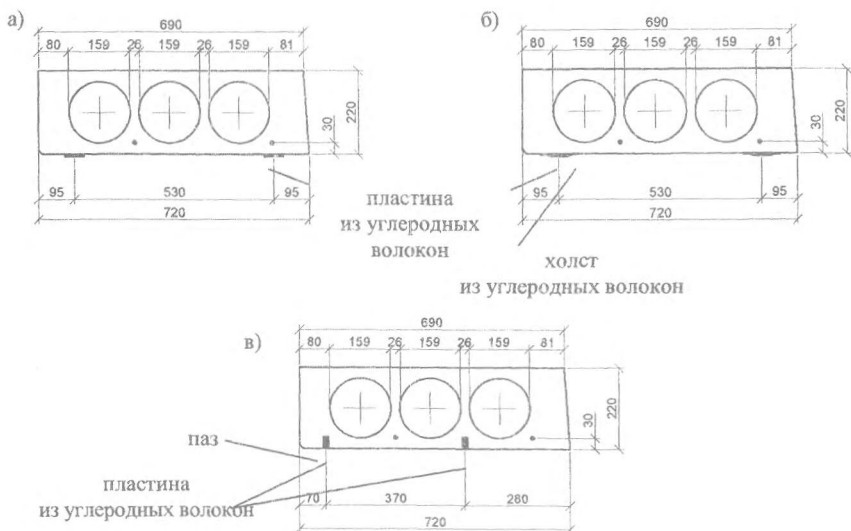 а)
690
80 159 26 159 26 159 81
30
220
95 530 95
720
б)
690
80 159 26 159 26 159 81
30
220
95 530 95
720
пластина
из углеродных
волокон
холст
из углеродных волокон
в)
690
80 159 26 159 26 159 81
30
220
паз
пластина
из углеродных волокон
70 370 280
720